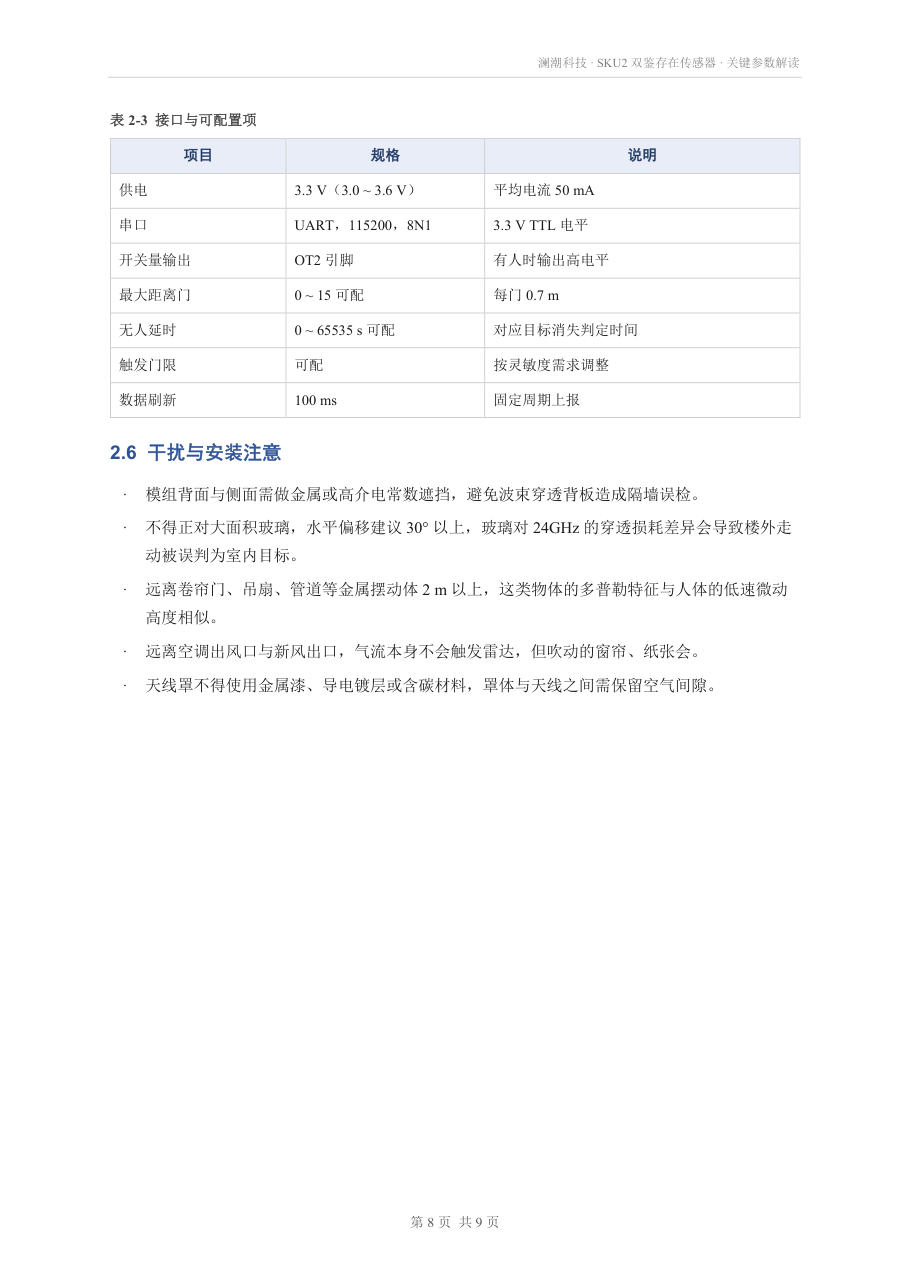 澜潮科技 · SKU2 双鉴存在传感器 · 关键参数解读
表 2-3 接口与可配置项
项目 规格 说明
供电 3.3 V（3.0 ~ 3.6 V） 平均电流 50 mA
串口 UART，115200，8N1 3.3 V TTL 电平
开关量输出 OT2 引脚 有人时输出高电平
最大距离门 0 ~ 15 可配 每门 0.7 m
无人延时 0 ~ 65535 s 可配 对应目标消失判定时间
触发门限 可配 按灵敏度需求调整
数据刷新 100 ms 固定周期上报
2.6 干扰与安装注意
· 模组背面与侧面需做金属或高介电常数遮挡，避免波束穿透背板造成隔墙误检。
· 不得正对大面积玻璃，水平偏移建议 30° 以上，玻璃对 24GHz 的穿透损耗差异会导致楼外走
动被误判为室内目标。
· 远离卷帘门、吊扇、管道等金属摆动体 2 m 以上，这类物体的多普勒特征与人体的低速微动
高度相似。
· 远离空调出风口与新风出口，气流本身不会触发雷达，但吹动的窗帘、纸张会。
· 天线罩不得使用金属漆、导电镀层或含碳材料，罩体与天线之间需保留空气间隙。
第 8 页 共 9 页